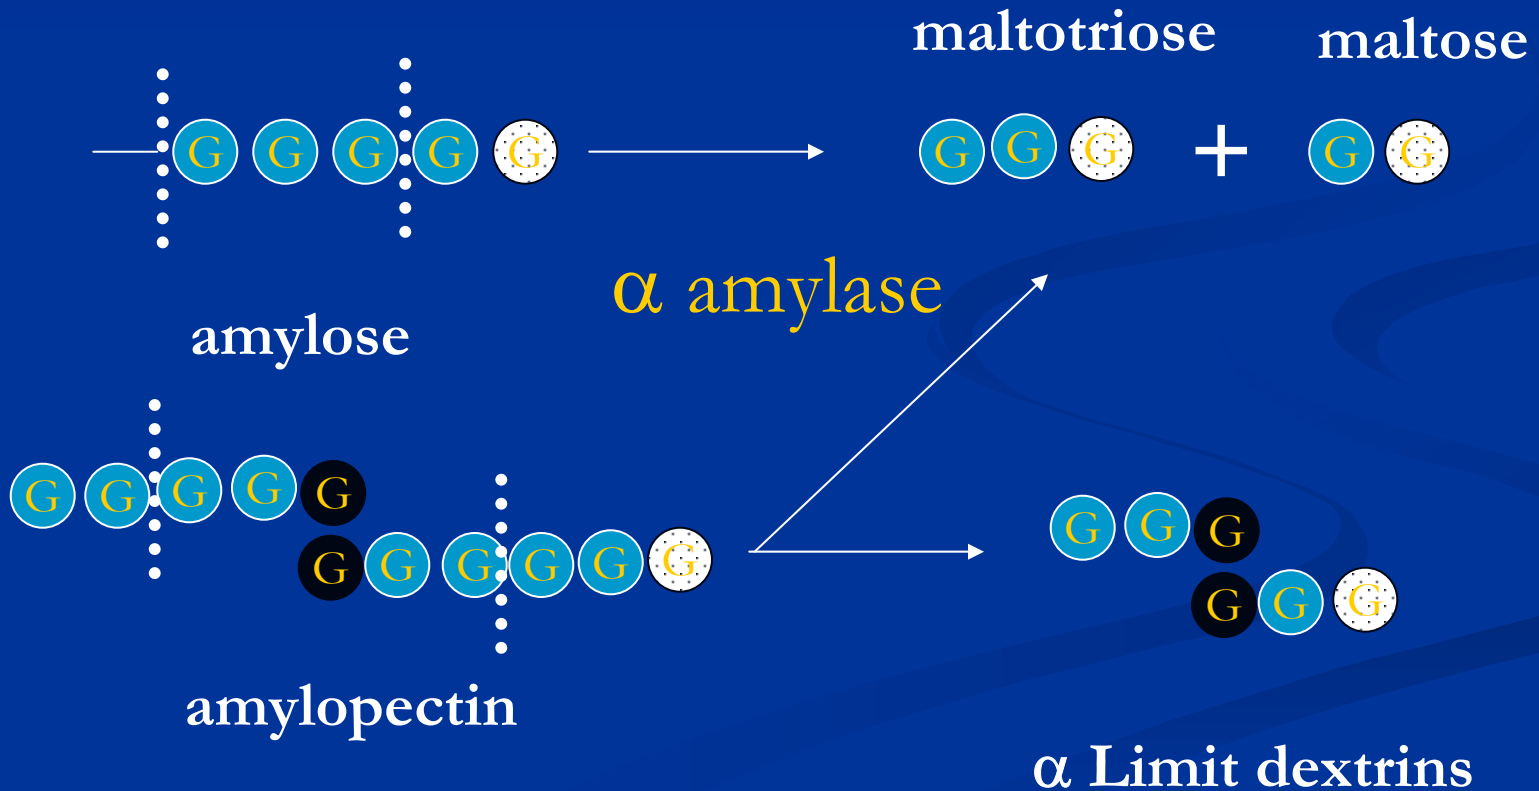 maltotriose maltose
G G G G G G G G + G G
α amylase
amylose
G G G G G
G G G G G G
G G G
G G G
amylopectin
α Limit dextrins